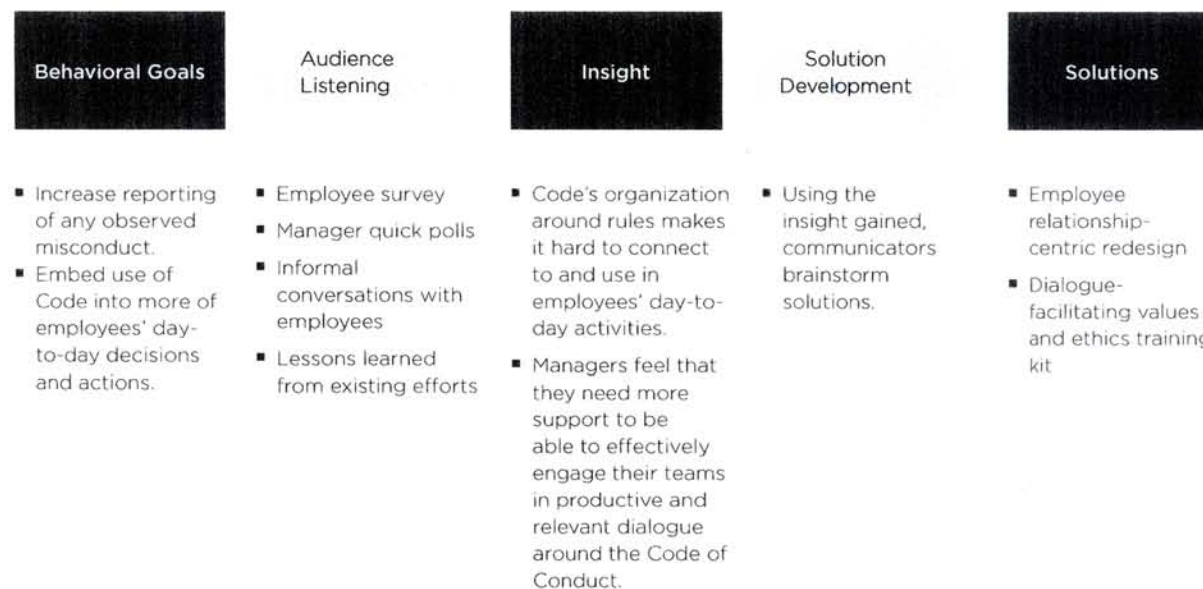 Behavioral Goals
Audience
Listening
Insight
Solution
Development
Solutions
▪ Increase reporting
of any observed
misconduct.
▪ Embed use of
Code into more of
employees' day-
to-day decisions
and actions.
▪ Employee survey
▪ Manager quick polls
▪ Informal
conversations with
employees
▪ Lessons learned
from existing efforts
▪ Code's organization
around rules makes
it hard to connect
to and use in
employees' day-to-
day activities.
▪ Managers feel that
they need more
support to be
able to effectively
engage their teams
in productive and
relevant dialogue
around the Code of
Conduct.
▪ Using the
insight gained,
communicators
brainstorm
solutions.
▪ Employee
relationship-
centric redesign
▪ Dialogue-
facilitating values
and ethics training
kit